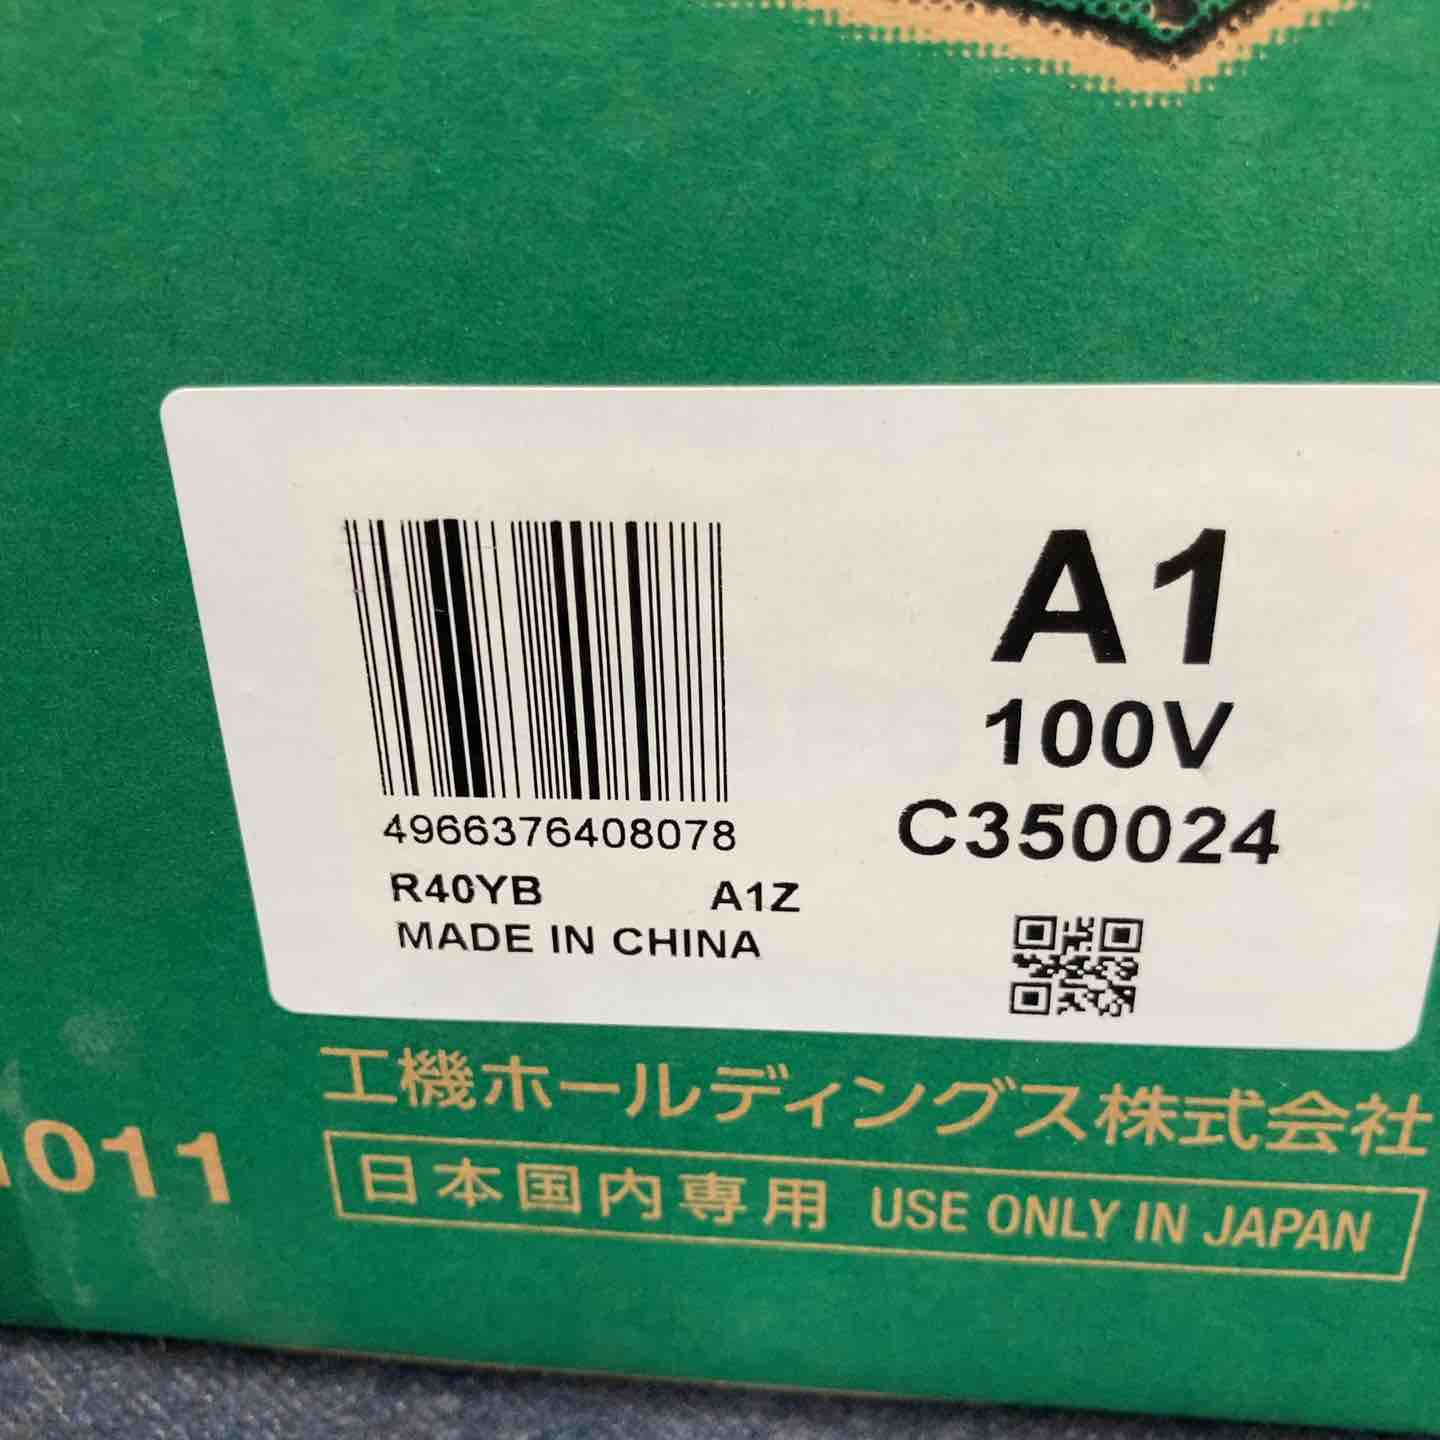 A1
100V
C350024
4966376408078
R40YB A1Z
MADE IN CHINA
工機ホールディングス株式会社
1011
日本国内専用 USE ONLY IN JAPAN